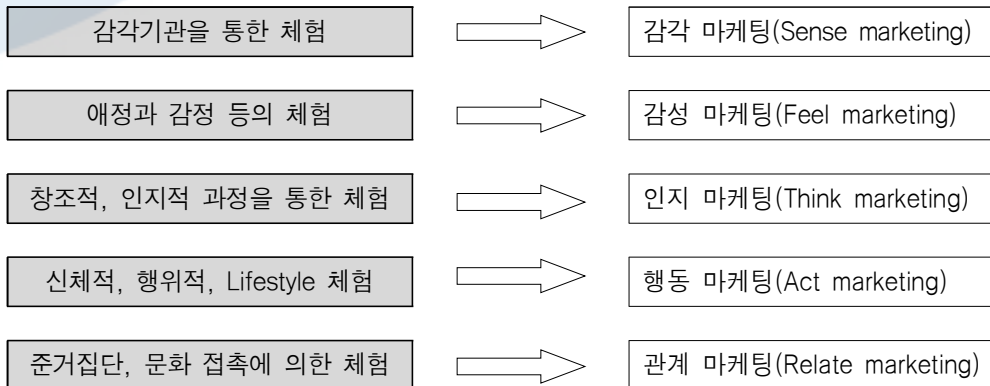 감각기관을 통한 체험
감각 마케팅(Sense marketing)
애정과 감정 등의 체험
감성 마케팅(Feel marketing)
창조적, 인지적 과정을 통한 체험
인지 마케팅(Think marketing)
신체적, 행위적, Lifestyle 체험
행동 마케팅(Act marketing)
준거집단, 문화 접촉에 의한 체험
관계 마케팅(Relate marketing)